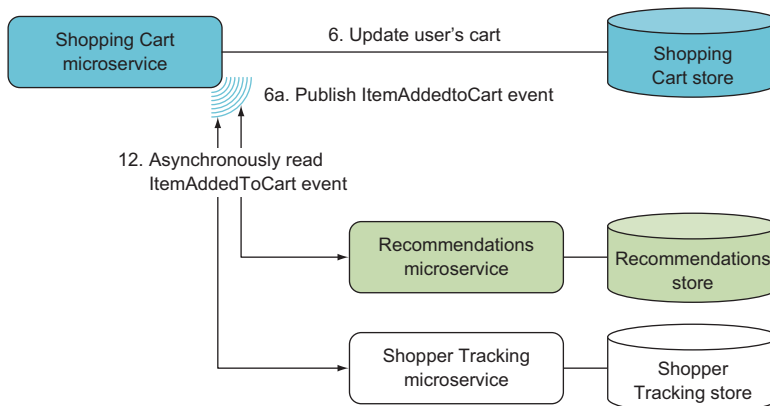 Shopping Cart
microservice
6. Update user's cart
Shopping
Cart store
6a. Publish ItemAddedtoCart event
12. Asynchronously read
ItemAddedToCart event
Recommendations
microservice
Recommendations
store
Shopper Tracking
microservice
Shopper
Tracking store